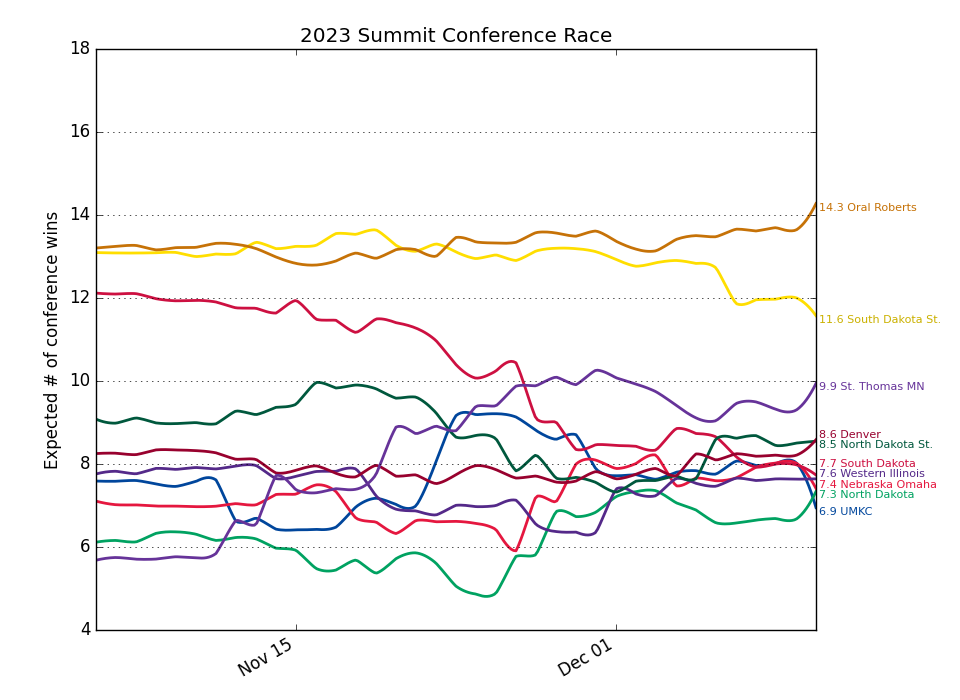 2023 Summit Conference Race
Expected # of conference wins
18
16
14
12
10
8
6
4
Nov 15
Dec 01
14.3 Oral Roberts
11.6 South Dakota St.
9.9 St. Thomas MN
8.6 Denver
8.5 North Dakota St.
7.7 South Dakota
7.6 Western Illinois
7.4 Nebraska Omaha
7.3 North Dakota
6.9 UMKC